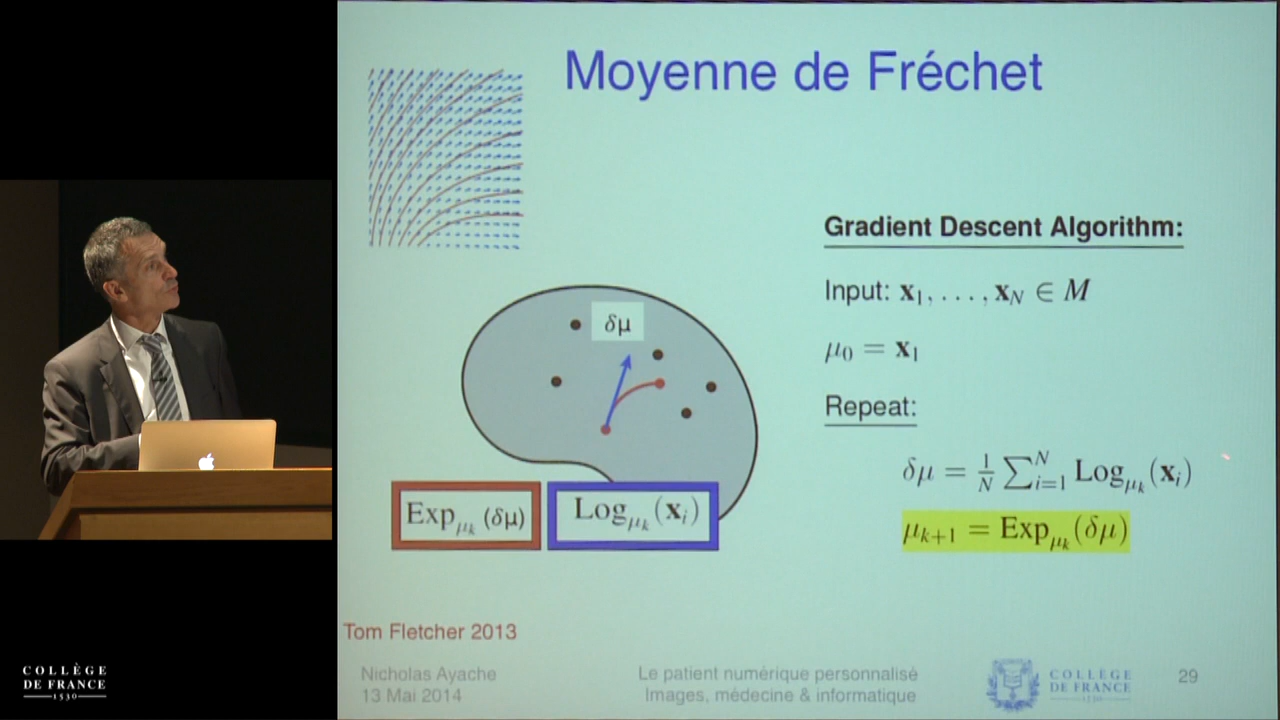 Moyenne de Fréchet
Gradient Descent Algorithm:
Input: x₁, . . . , x_N ∈ M
μ₀ = x₁
Repeat:
δμ = 1/N ∑_{i=1}^N Log_{μ_k}(x_i)
μ_{k+1} = Exp_{μ_k}(δμ)
δμ
Exp_{μ_k}(δμ)
Log_{μ_k}(x_i)
Tom Fletcher 2013
Nicholas Ayache
13 Mai 2014
Le patient numérique personnalisé
Images, médecine & informatique
COLLÈGE
DE FRANCE
1530
29
COLLÈGE
DE FRANCE
1530